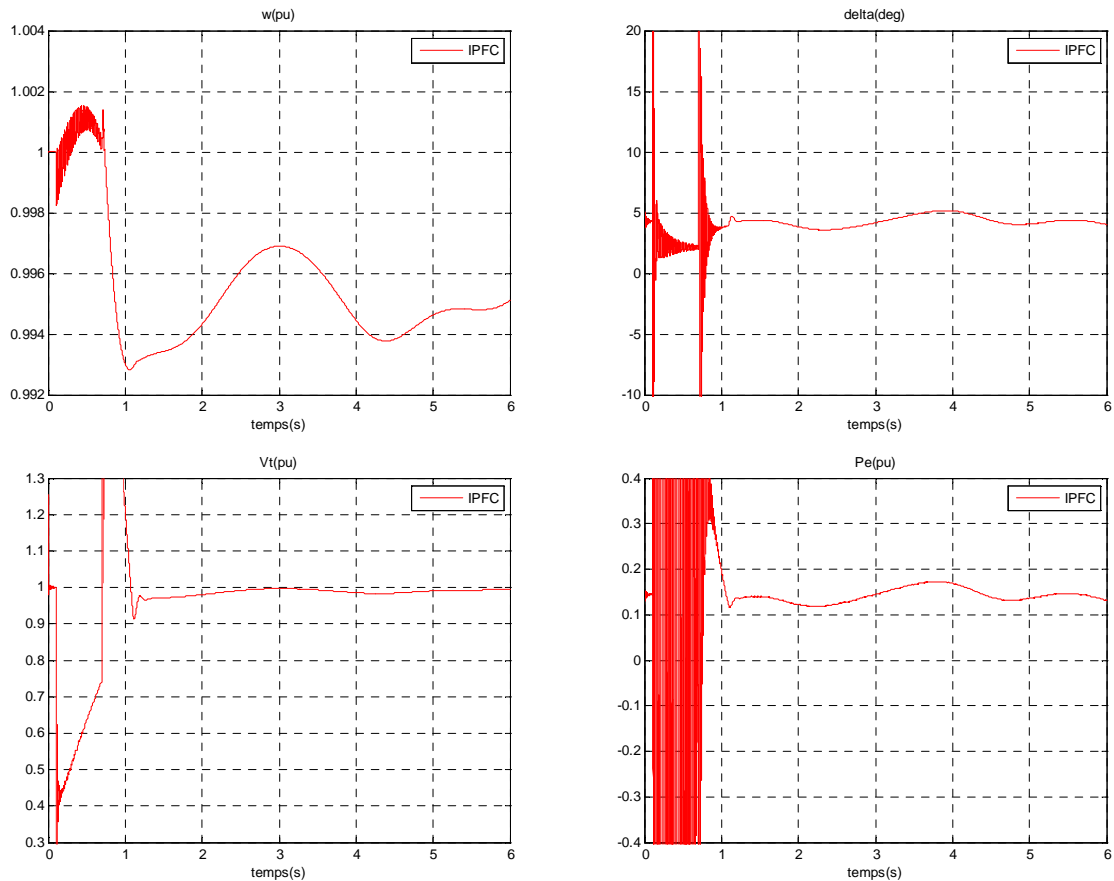 w(pu)
1.004
1.002
1
0.998
0.996
0.994
0.992
0 1 2 3 4 5 6
temps(s)
IPFC
delta(deg)
20
15
10
5
0
-5
-10
0 1 2 3 4 5 6
temps(s)
IPFC
Vt(pu)
1.3
1.2
1.1
1
0.9
0.8
0.7
0.6
0.5
0.4
0.3
0 1 2 3 4 5 6
temps(s)
IPFC
Pe(pu)
0.4
0.3
0.2
0.1
0
-0.1
-0.2
-0.3
-0.4
0 1 2 3 4 5 6
temps(s)
IPFC